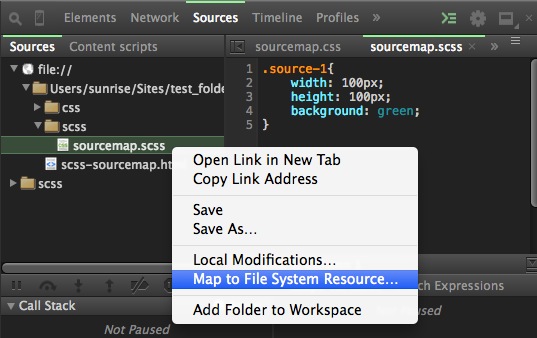 Elements Network Sources Timeline Profiles »
Sources Content scripts
sourcemap.css sourcemap.scss × »
file://
Users/sunrise/Sites/test_folde
css
scss
sourcemap.scss
scss-sourcemap.ht
scss
1 .source-1{
2 width: 100px;
3 height: 100px;
4 background: green;
5 }
Open Link in New Tab
Copy Link Address
Save
Save As...
Local Modifications...
Map to File System Resource...
Add Folder to Workspace
ch Expressions
Call Stack
Not Paused
Paused